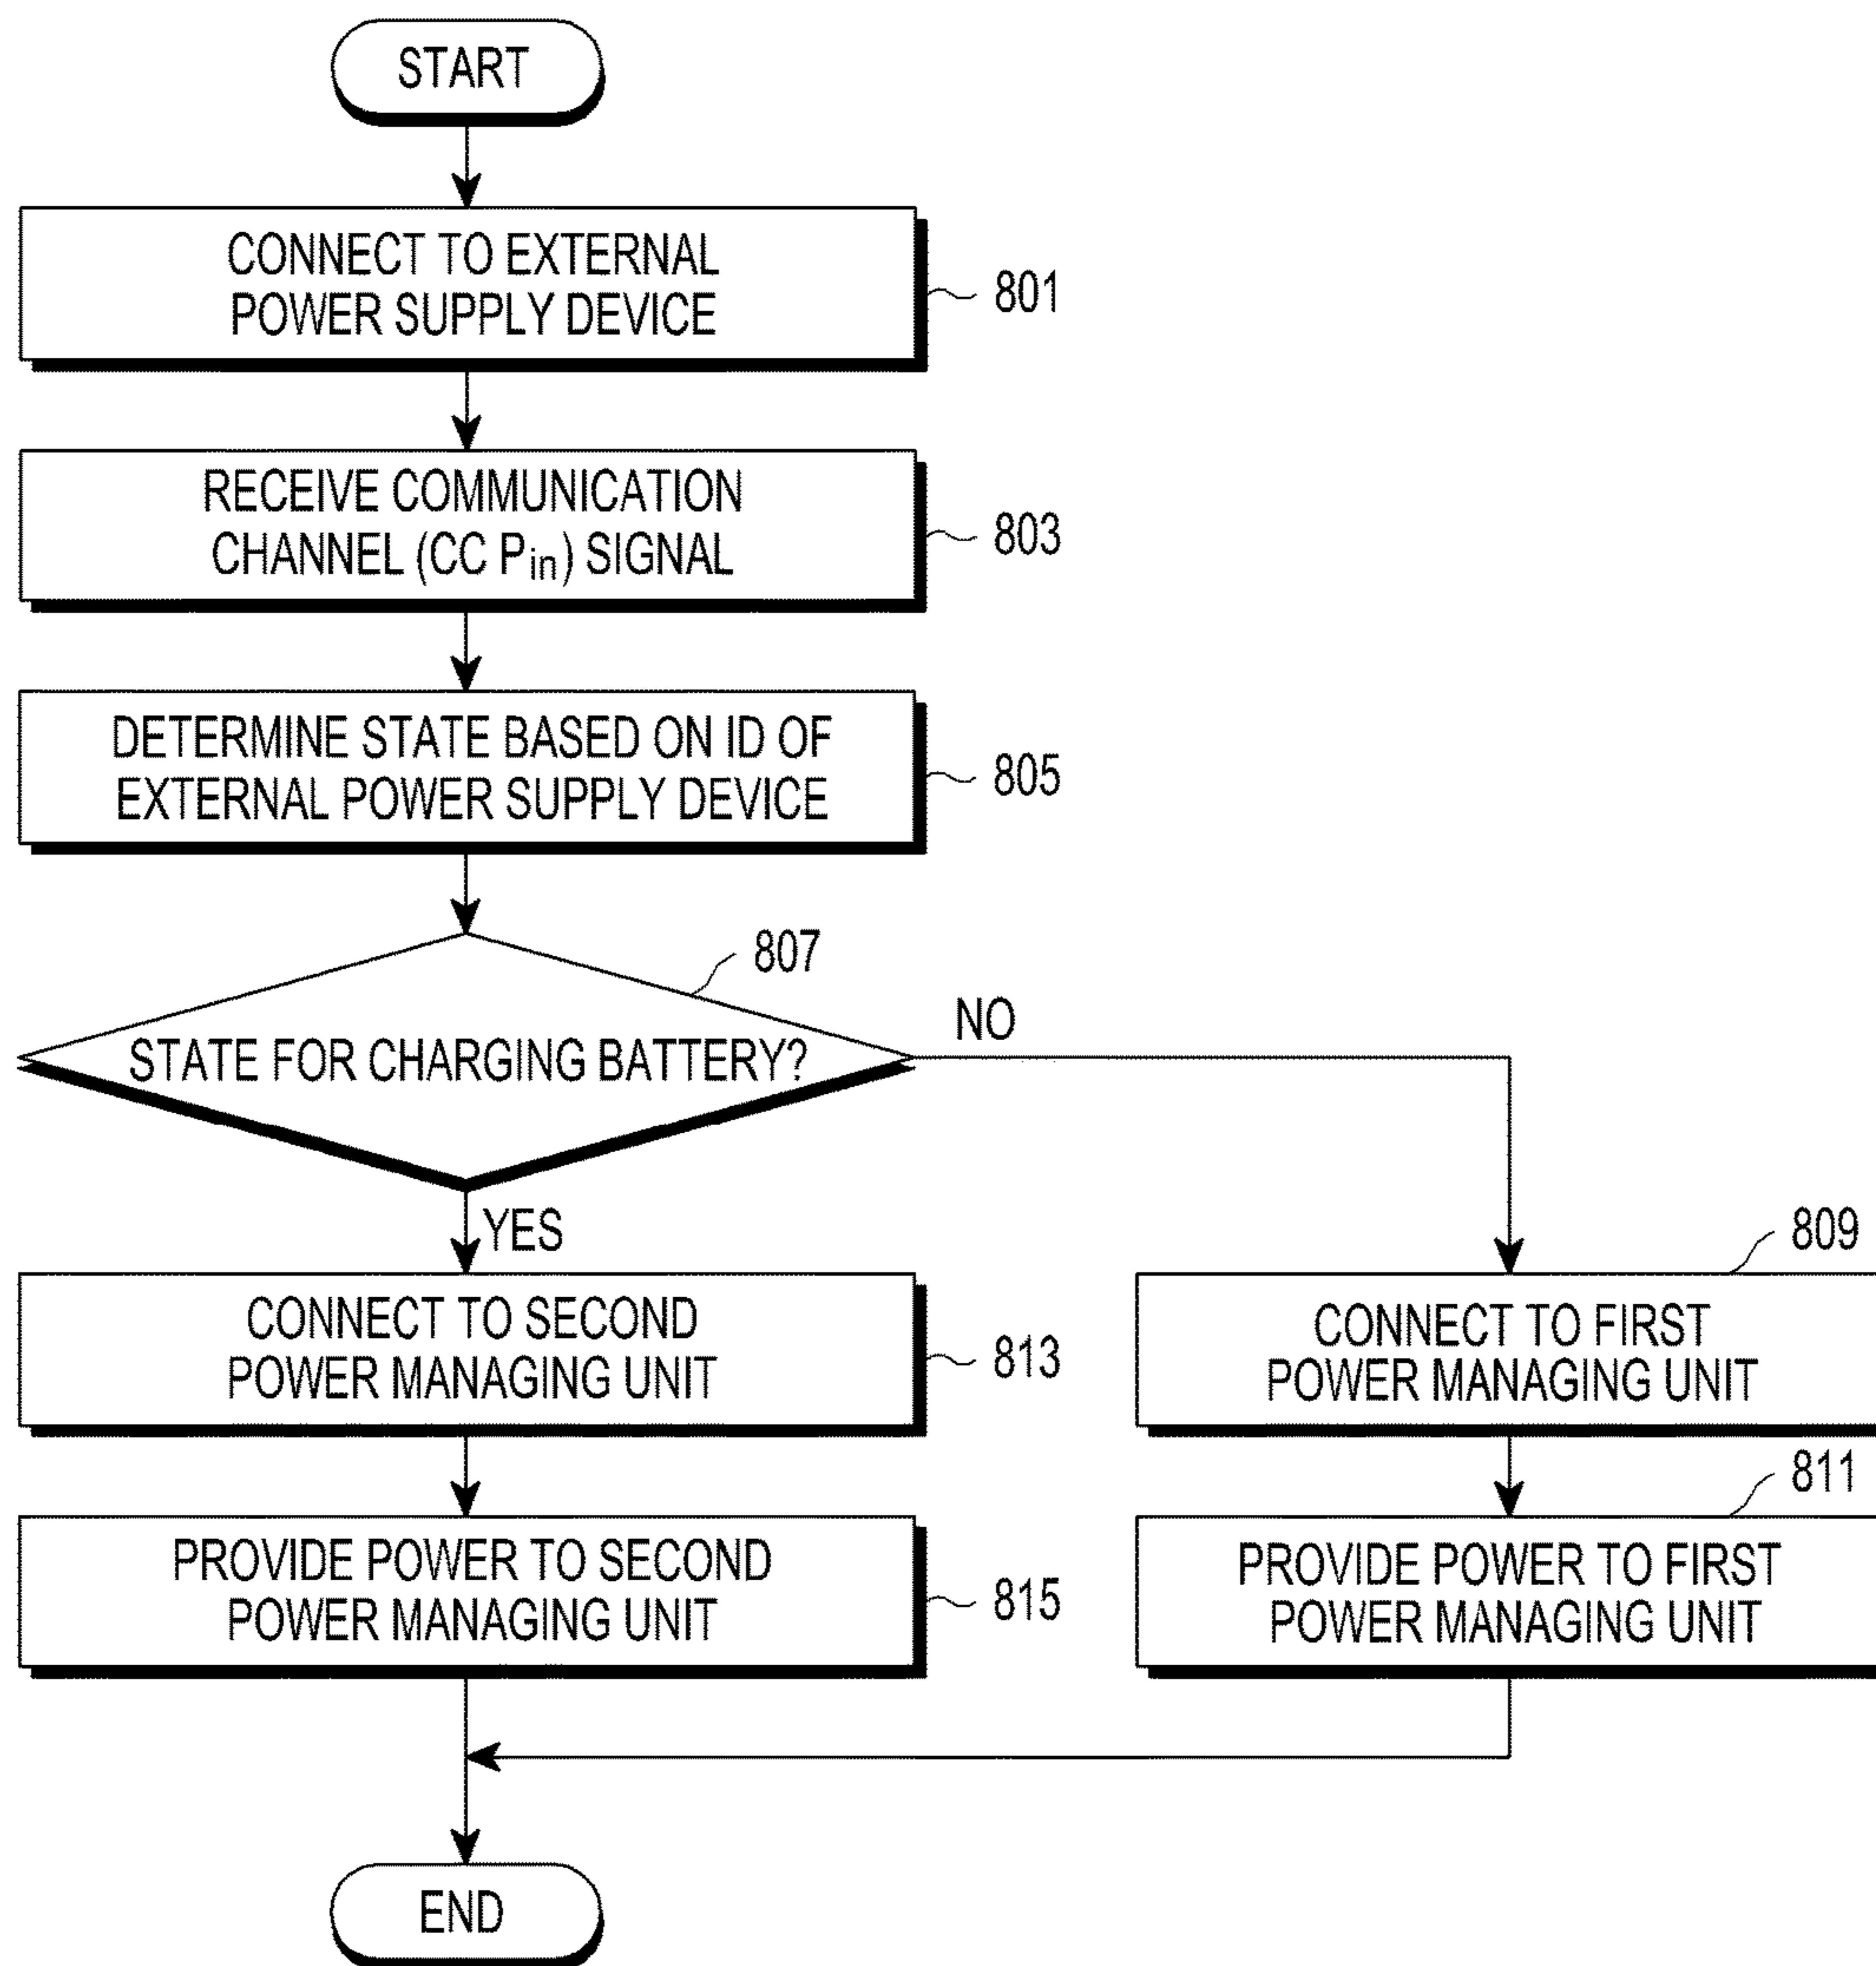 START
CONNECT TO EXTERNAL
POWER SUPPLY DEVICE
801
RECEIVE COMMUNICATION
CHANNEL (CC Pin) SIGNAL
803
DETERMINE STATE BASED ON ID OF
EXTERNAL POWER SUPPLY DEVICE
805
807
STATE FOR CHARGING BATTERY?
NO
YES
CONNECT TO SECOND
POWER MANAGING UNIT
813
809
CONNECT TO FIRST
POWER MANAGING UNIT
PROVIDE POWER TO SECOND
POWER MANAGING UNIT
815
811
PROVIDE POWER TO FIRST
POWER MANAGING UNIT
END